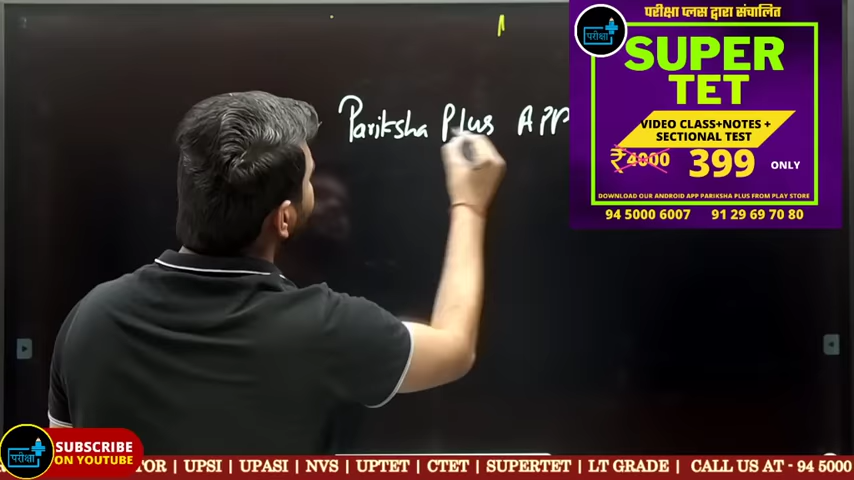 परीक्षा प्लस द्वारा संचालित
परीक्षा
SUPER
TET
VIDEO CLASS+NOTES +
SECTIONAL TEST
₹4000 399 ONLY
DOWNLOAD OUR ANDROID APP PARIKSHA PLUS FROM PLAY STORE
94 5000 6007 91 29 69 70 80
Pariksha Plus APP
परीक्षा
SUBSCRIBE
ON YOUTUBE
TOR | UPSI | UPASI | NVS | UPTET | CTET | SUPERTET | LT GRADE | CALL US AT - 94 5000